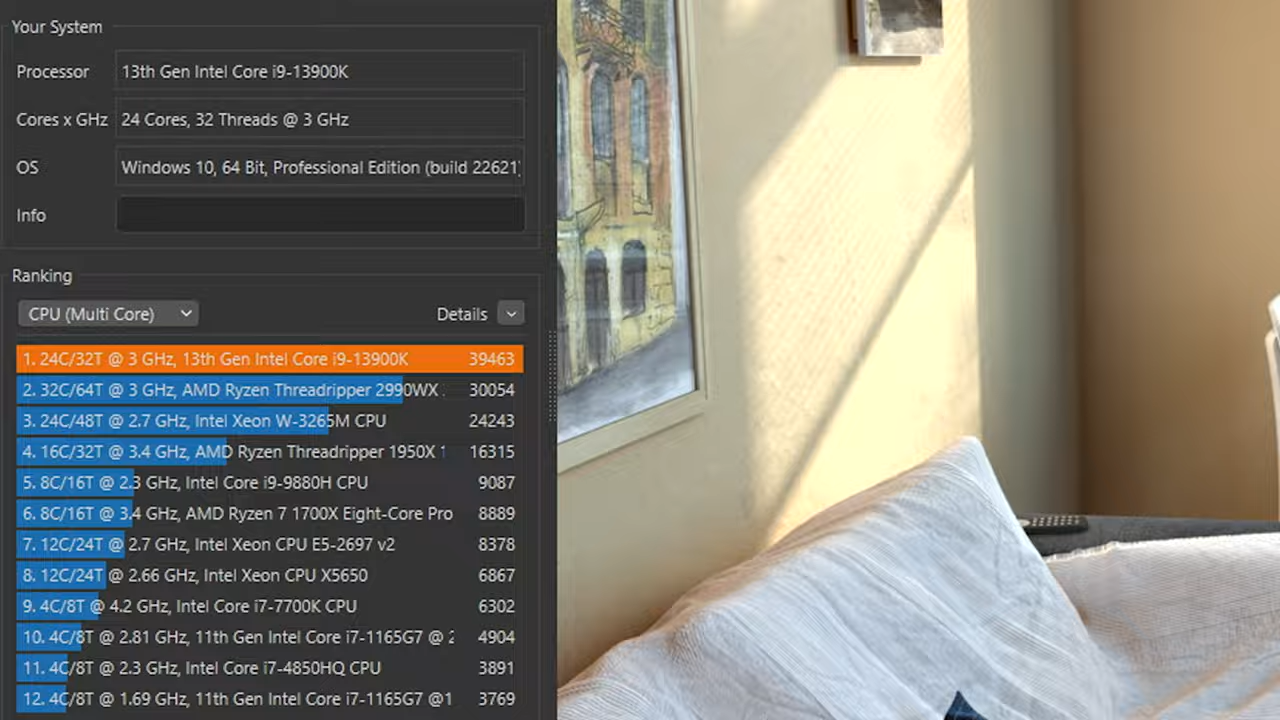 Your System
Processor 13th Gen Intel Core i9-13900K
Cores x GHz 24 Cores, 32 Threads @ 3 GHz
OS Windows 10, 64 Bit, Professional Edition (build 22621)
Info
Ranking
CPU (Multi Core) Details
1. 24C/32T @ 3 GHz, 13th Gen Intel Core i9-13900K 39463
2. 32C/64T @ 3 GHz, AMD Ryzen Threadripper 2990WX 30054
3. 24C/48T @ 2.7 GHz, Intel Xeon W-3265M CPU 24243
4. 16C/32T @ 3.4 GHz, AMD Ryzen Threadripper 1950X 16315
5. 8C/16T @ 2.3 GHz, Intel Core i9-9880H CPU 9087
6. 8C/16T @ 3.4 GHz, AMD Ryzen 7 1700X Eight-Core Pro 8889
7. 12C/24T @ 2.7 GHz, Intel Xeon CPU E5-2697 v2 8378
8. 12C/24T @ 2.66 GHz, Intel Xeon CPU X5650 6867
9. 4C/8T @ 4.2 GHz, Intel Core i7-7700K CPU 6302
10. 4C/8T @ 2.81 GHz, 11th Gen Intel Core i7-1165G7 @ 2 4904
11. 4C/8T @ 2.3 GHz, Intel Core i7-4850HQ CPU 3891
12. 4C/8T @ 1.69 GHz, 11th Gen Intel Core i7-1165G7 @1 3769